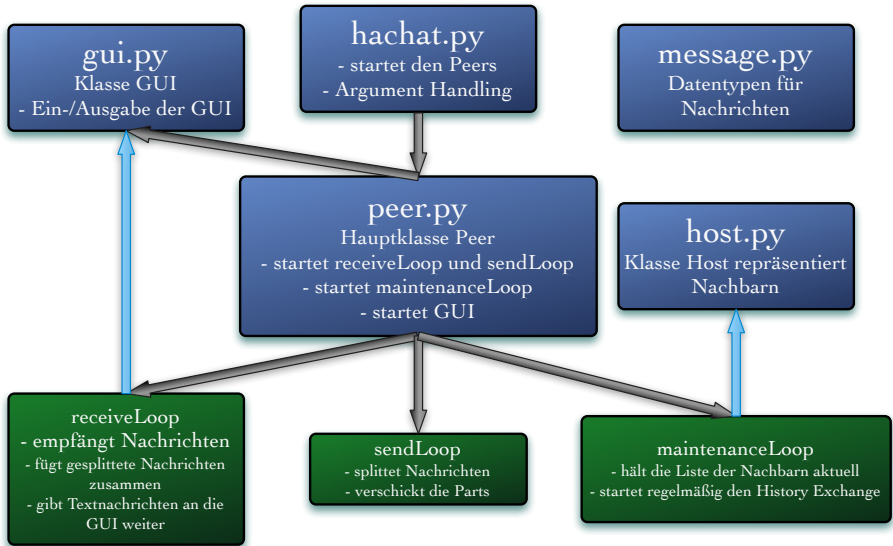 gui.py
Klasse GUI
- Ein-/Ausgabe der GUI
hachat.py
- startet den Peers
- Argument Handling
message.py
Datentypen für
Nachrichten
peer.py
Hauptklasse Peer
- startet receiveLoop und sendLoop
- startet maintenanceLoop
- startet GUI
host.py
Klasse Host repräsentiert
Nachbarn
receiveLoop
- empfängt Nachrichten
- fügt gesplittete Nachrichten
zusammen
- gibt Textnachrichten an die
GUI weiter
sendLoop
- splittet Nachrichten
- verschickt die Parts
maintenanceLoop
- hält die Liste der Nachbarn aktuell
- startet regelmäßig den History Exchange